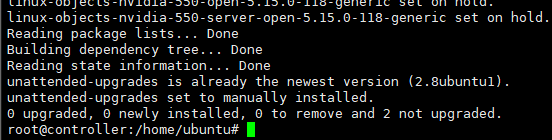 linux-objects-nvidia-550-open-5.15.0-118-generic set on hold.
linux-objects-nvidia-550-server-open-5.15.0-118-generic set on hold.
Reading package lists... Done
Building dependency tree... Done
Reading state information... Done
unattended-upgrades is already the newest version (2.8ubuntu1).
unattended-upgrades set to manually installed.
0 upgraded, 0 newly installed, 0 to remove and 2 not upgraded.
root@controller:/home/ubuntu#